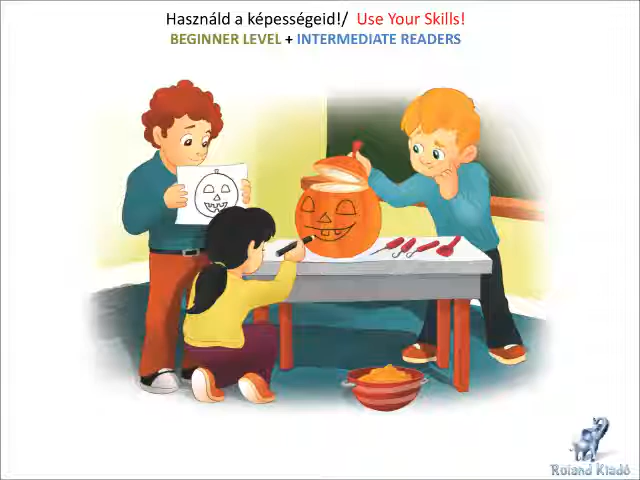 Használd a képességeid!/ Use Your Skills!
BEGINNER LEVEL + INTERMEDIATE READERS
Roland Kiadó